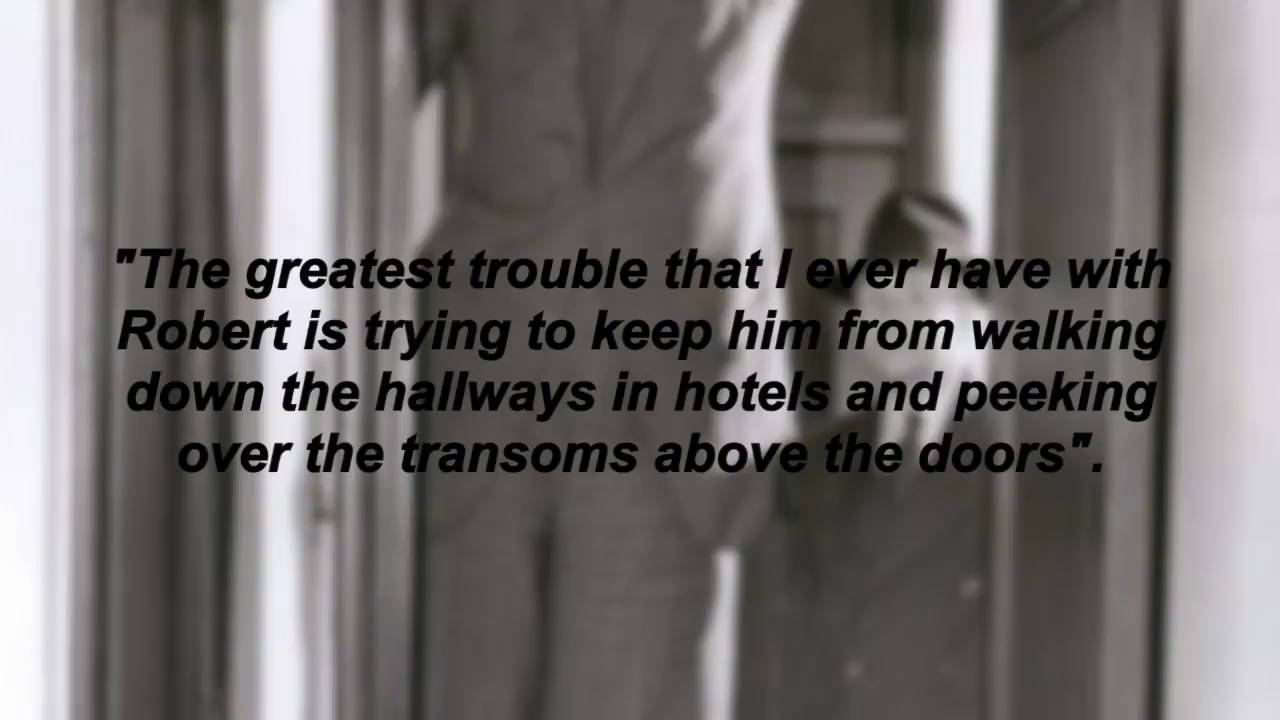 "The greatest trouble that I ever have with
Robert is trying to keep him from walking
down the hallways in hotels and peeking
over the transoms above the doors".